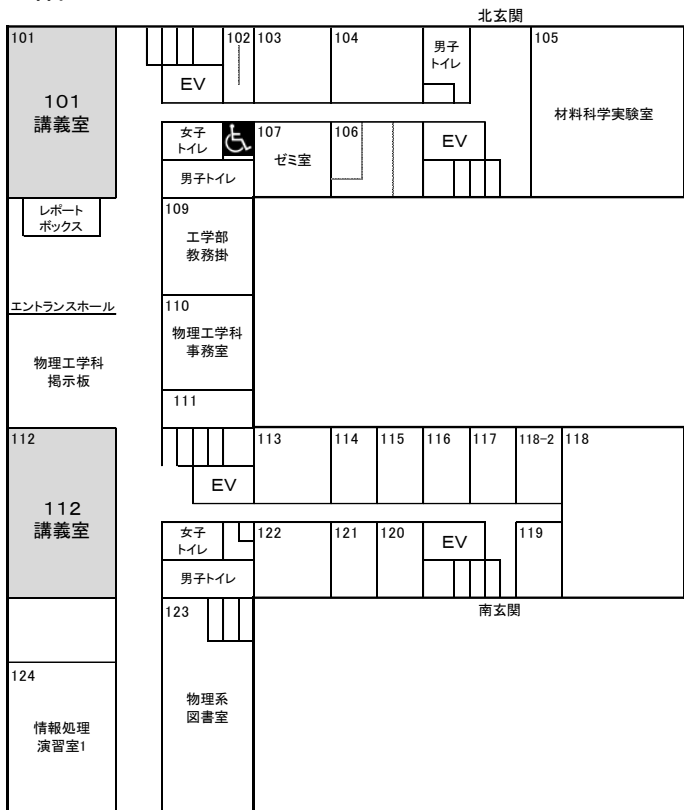 北玄関
101
101
講義室
EV
102
103
104
男子
トイレ
105
材料科学実験室
女子
トイレ
男子トイレ
107
ゼミ室
106
EV
レポート
ボックス
109
工学部
教務掛
エントランスホール
物理工学科
掲示板
110
物理工学科
事務室
111
112
112
講義室
EV
113
114
115
116
117
118-2
118
女子
トイレ
男子トイレ
122
121
120
EV
119
南玄関
123
物理系
図書室
124
情報処理
演習室1